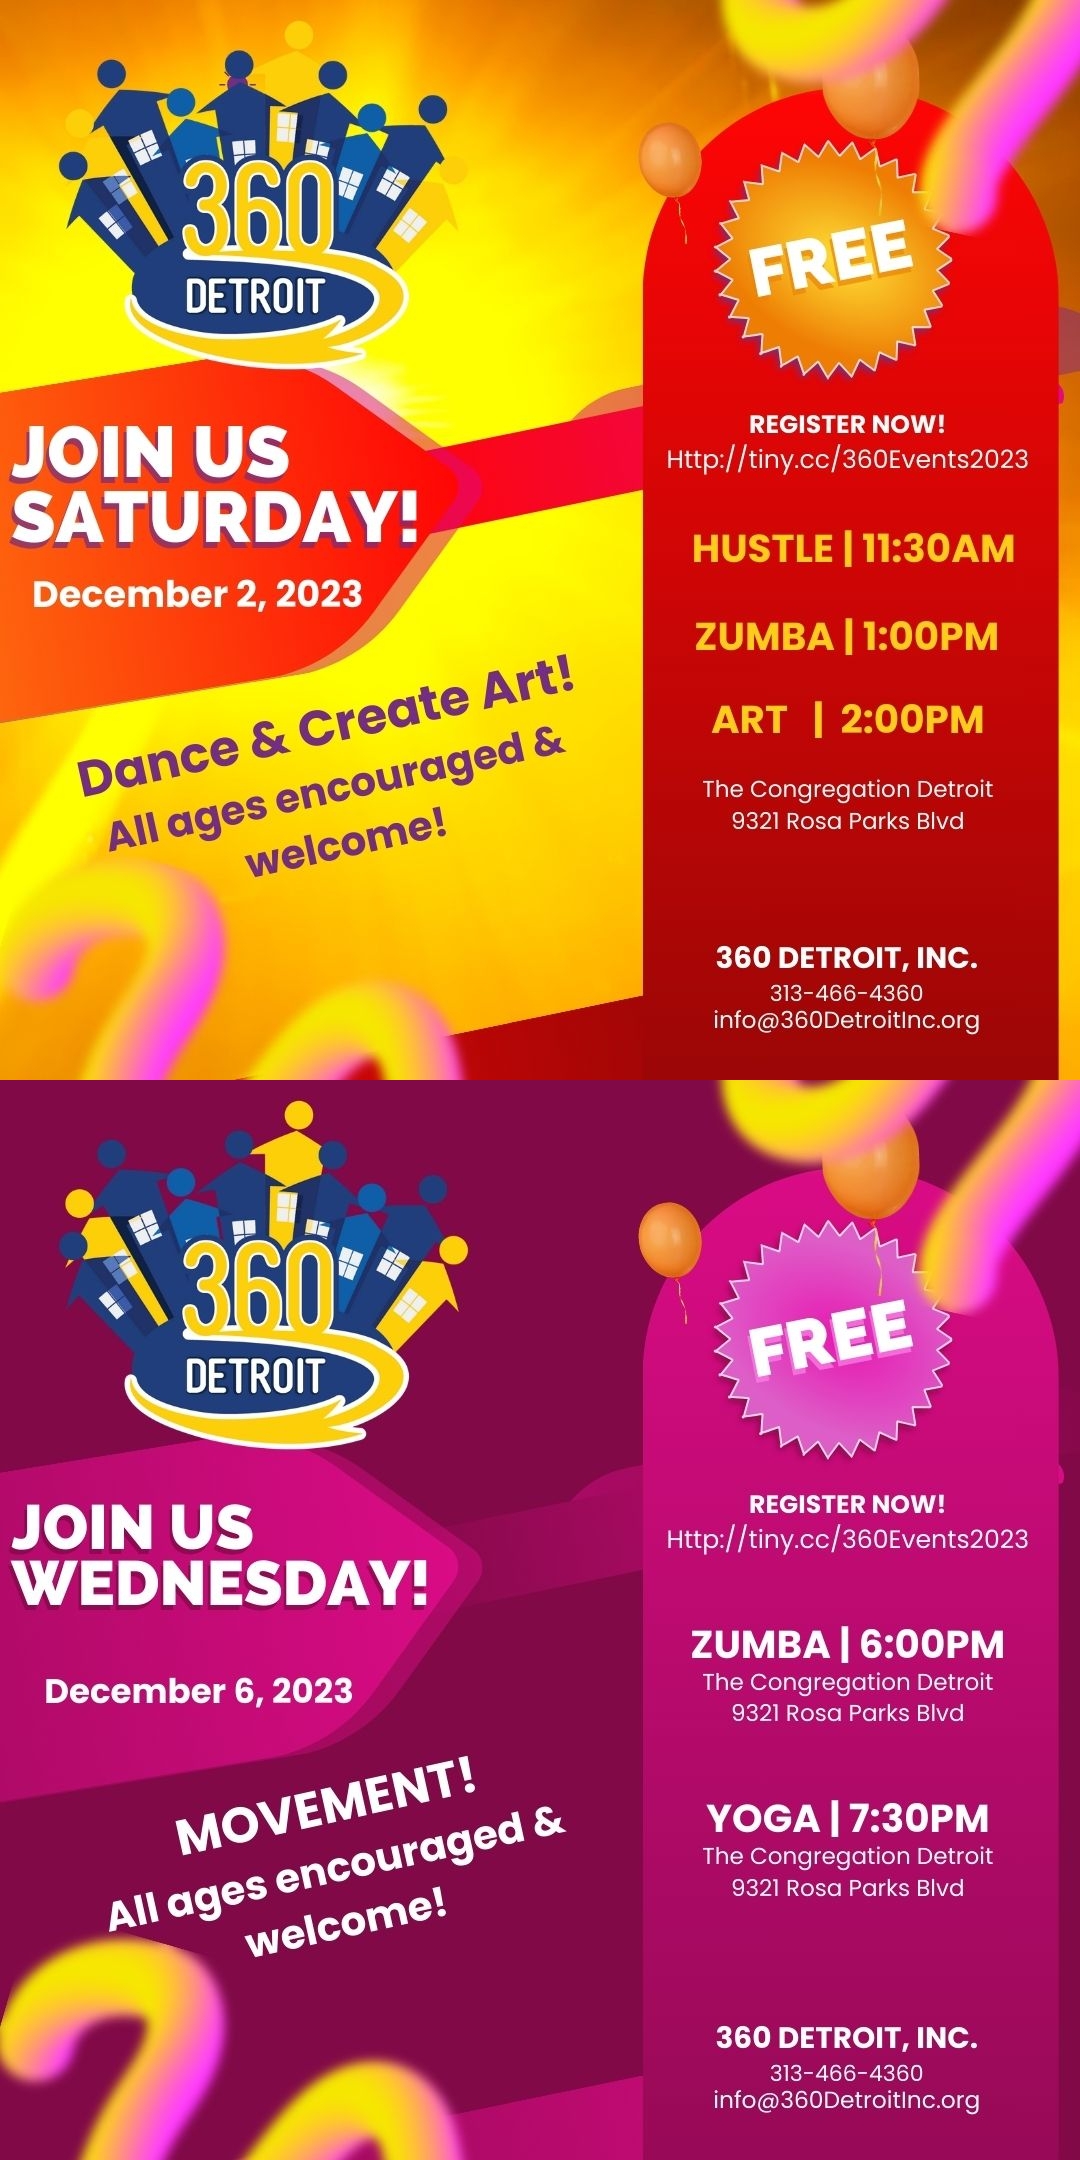 360
DETROIT
JOIN US
SATURDAY!
December 2, 2023
Dance & Create Art!
All ages encouraged &
welcome!
FREE
REGISTER NOW!
Http://tiny.cc/360Events2023
HUSTLE | 11:30AM
ZUMBA | 1:00PM
ART | 2:00PM
The Congregation Detroit
9321 Rosa Parks Blvd
360 DETROIT, INC.
313-466-4360
info@360DetroitInc.org
360
DETROIT
JOIN US
WEDNESDAY!
December 6, 2023
MOVEMENT!
All ages encouraged &
welcome!
FREE
REGISTER NOW!
Http://tiny.cc/360Events2023
ZUMBA | 6:00PM
The Congregation Detroit
9321 Rosa Parks Blvd
YOGA | 7:30PM
The Congregation Detroit
9321 Rosa Parks Blvd
360 DETROIT, INC.
313-466-4360
info@360DetroitInc.org